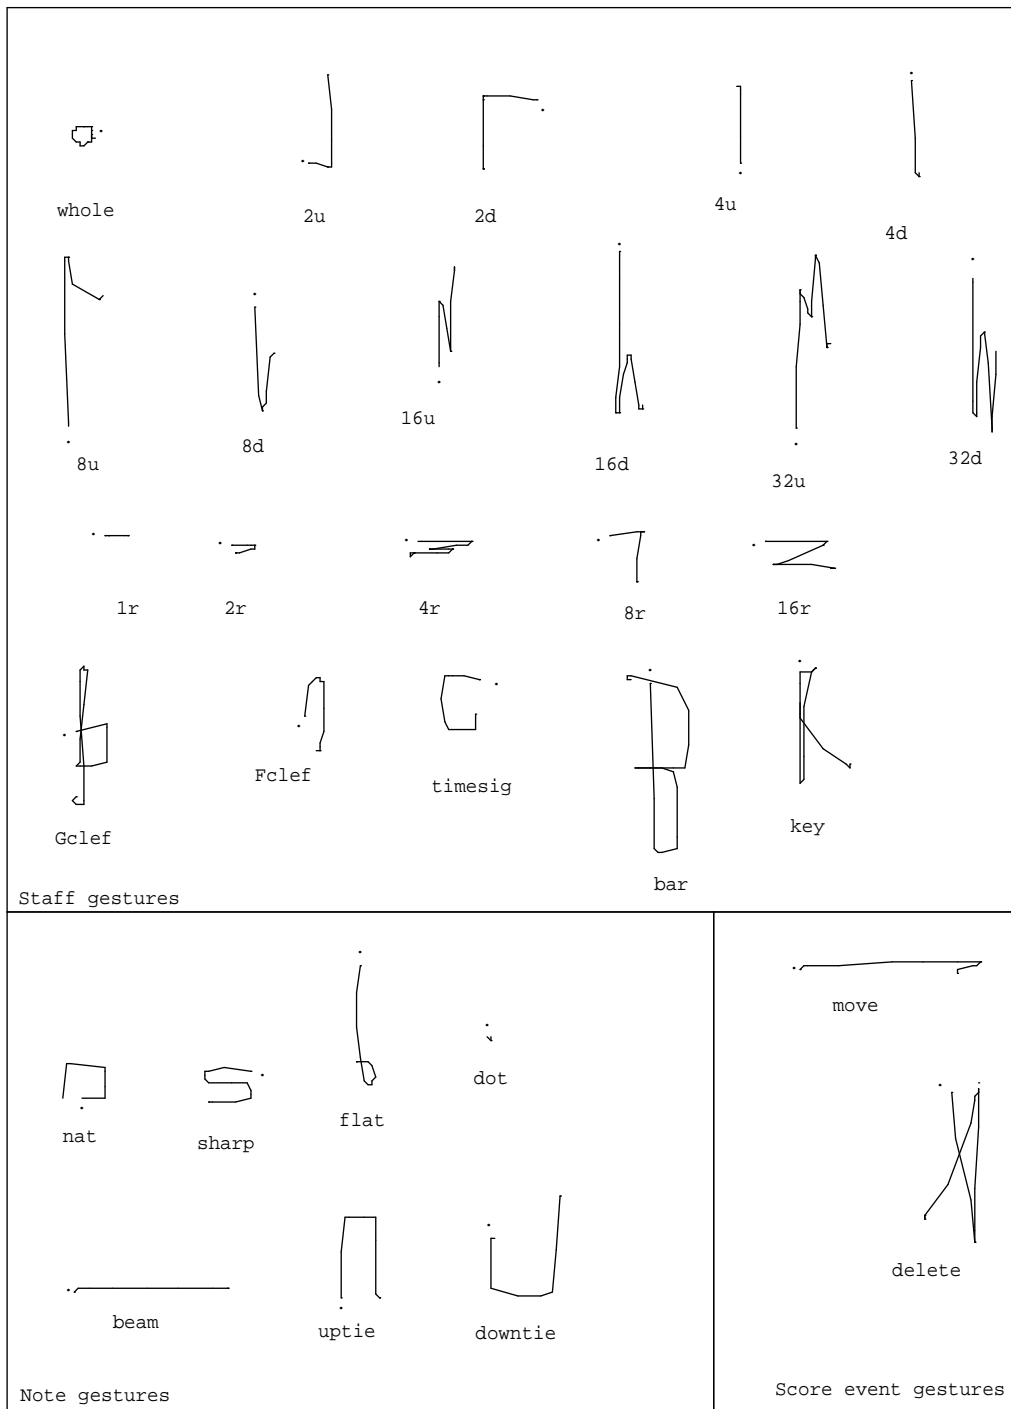 whole 2u 2d 4u 4d
8u 8d 16u 16d 32u 32d
1r 2r 4r 8r 16r
Gclef Fclef timesig bar key
Staff gestures
nat sharp flat dot
beam uptie downtie
Note gestures
move
delete
Score event gestures